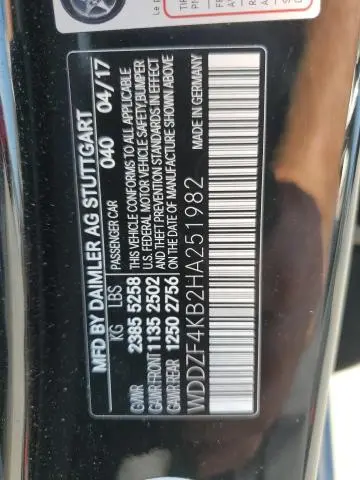 MFD BY DAIMLER AG STUTTGART
040 04/17
KG LBS PASSENGER CAR
GAWR 2385 5258
GAWR-FRONT 1135 2502
GAWR-REAR 1250 2756
THIS VEHICLE CONFORMS TO ALL APPLICABLE
U.S. FEDERAL MOTOR VEHICLE SAFETY,BUMPER
AND THEFT PREVENTION STANDARDS IN EFFECT
ON THE DATE OF MANUFACTURE SHOWN ABOVE
MADE IN GERMANY
WDDZF4KB2HA251982